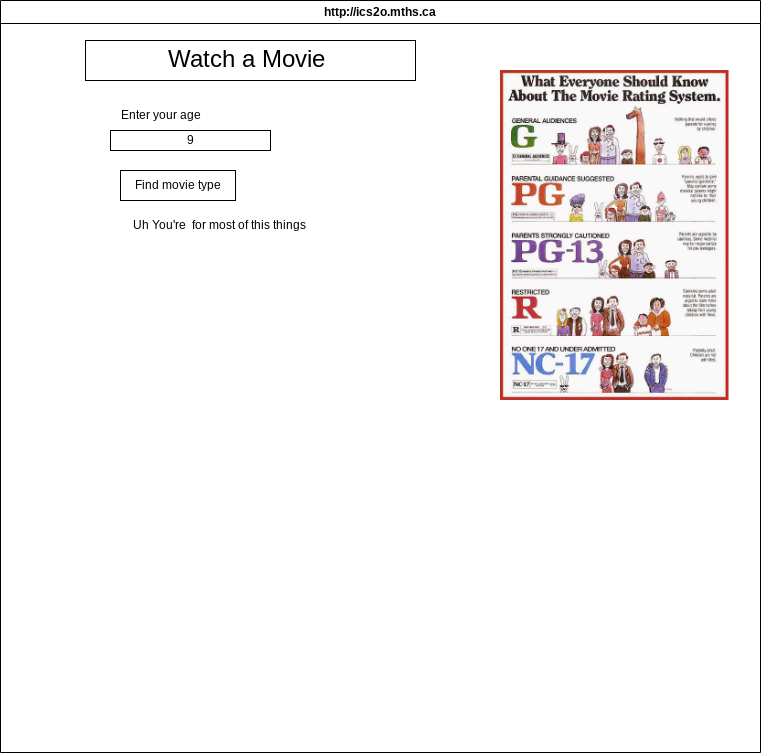 http://ics2o.mths.ca
Watch a Movie
Enter your age
9
Find movie type
Uh You're  for most of this things
What Everyone Should Know
About The Movie Rating System.
GENERAL AUDIENCES
G
Nothing that would offend
parents for viewing
by children.
PARENTAL GUIDANCE SUGGESTED
PG
Parents urged to give
"parental guidance."
May contain some
material parents might
not like for their
young children.
PARENTS STRONGLY CAUTIONED
PG-13
Parents are urged to be
cautious. Some material
may be inappropriate
for pre-teenagers.
RESTRICTED
R
Contains some adult
material. Parents are
urged to learn more
about the film before
taking their young
children with them.
R
NO ONE 17 AND UNDER ADMITTED
NC-17
Patently adult.
Children are not
admitted.
NC-17